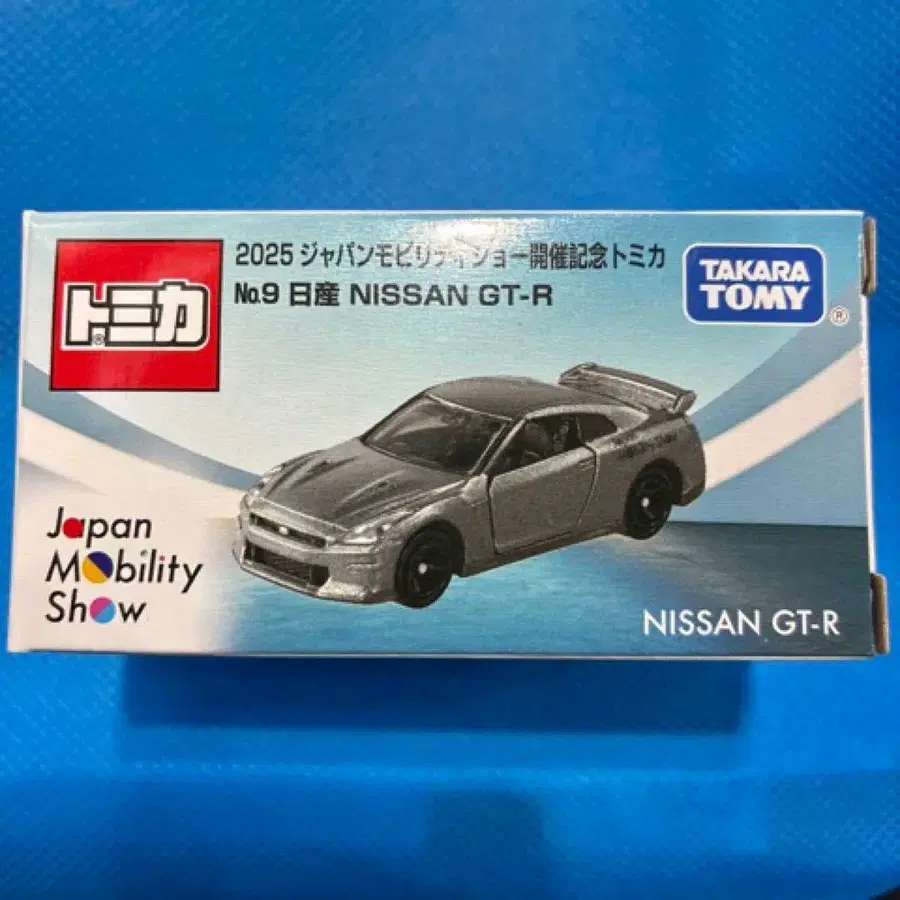 トミカ
®
2025 ジャパンモビリティショー開催記念トミカ
No.9 日産 NISSAN GT-R
TAKARA
TOMY
®
Japan
Mobility
Show
NISSAN GT-R